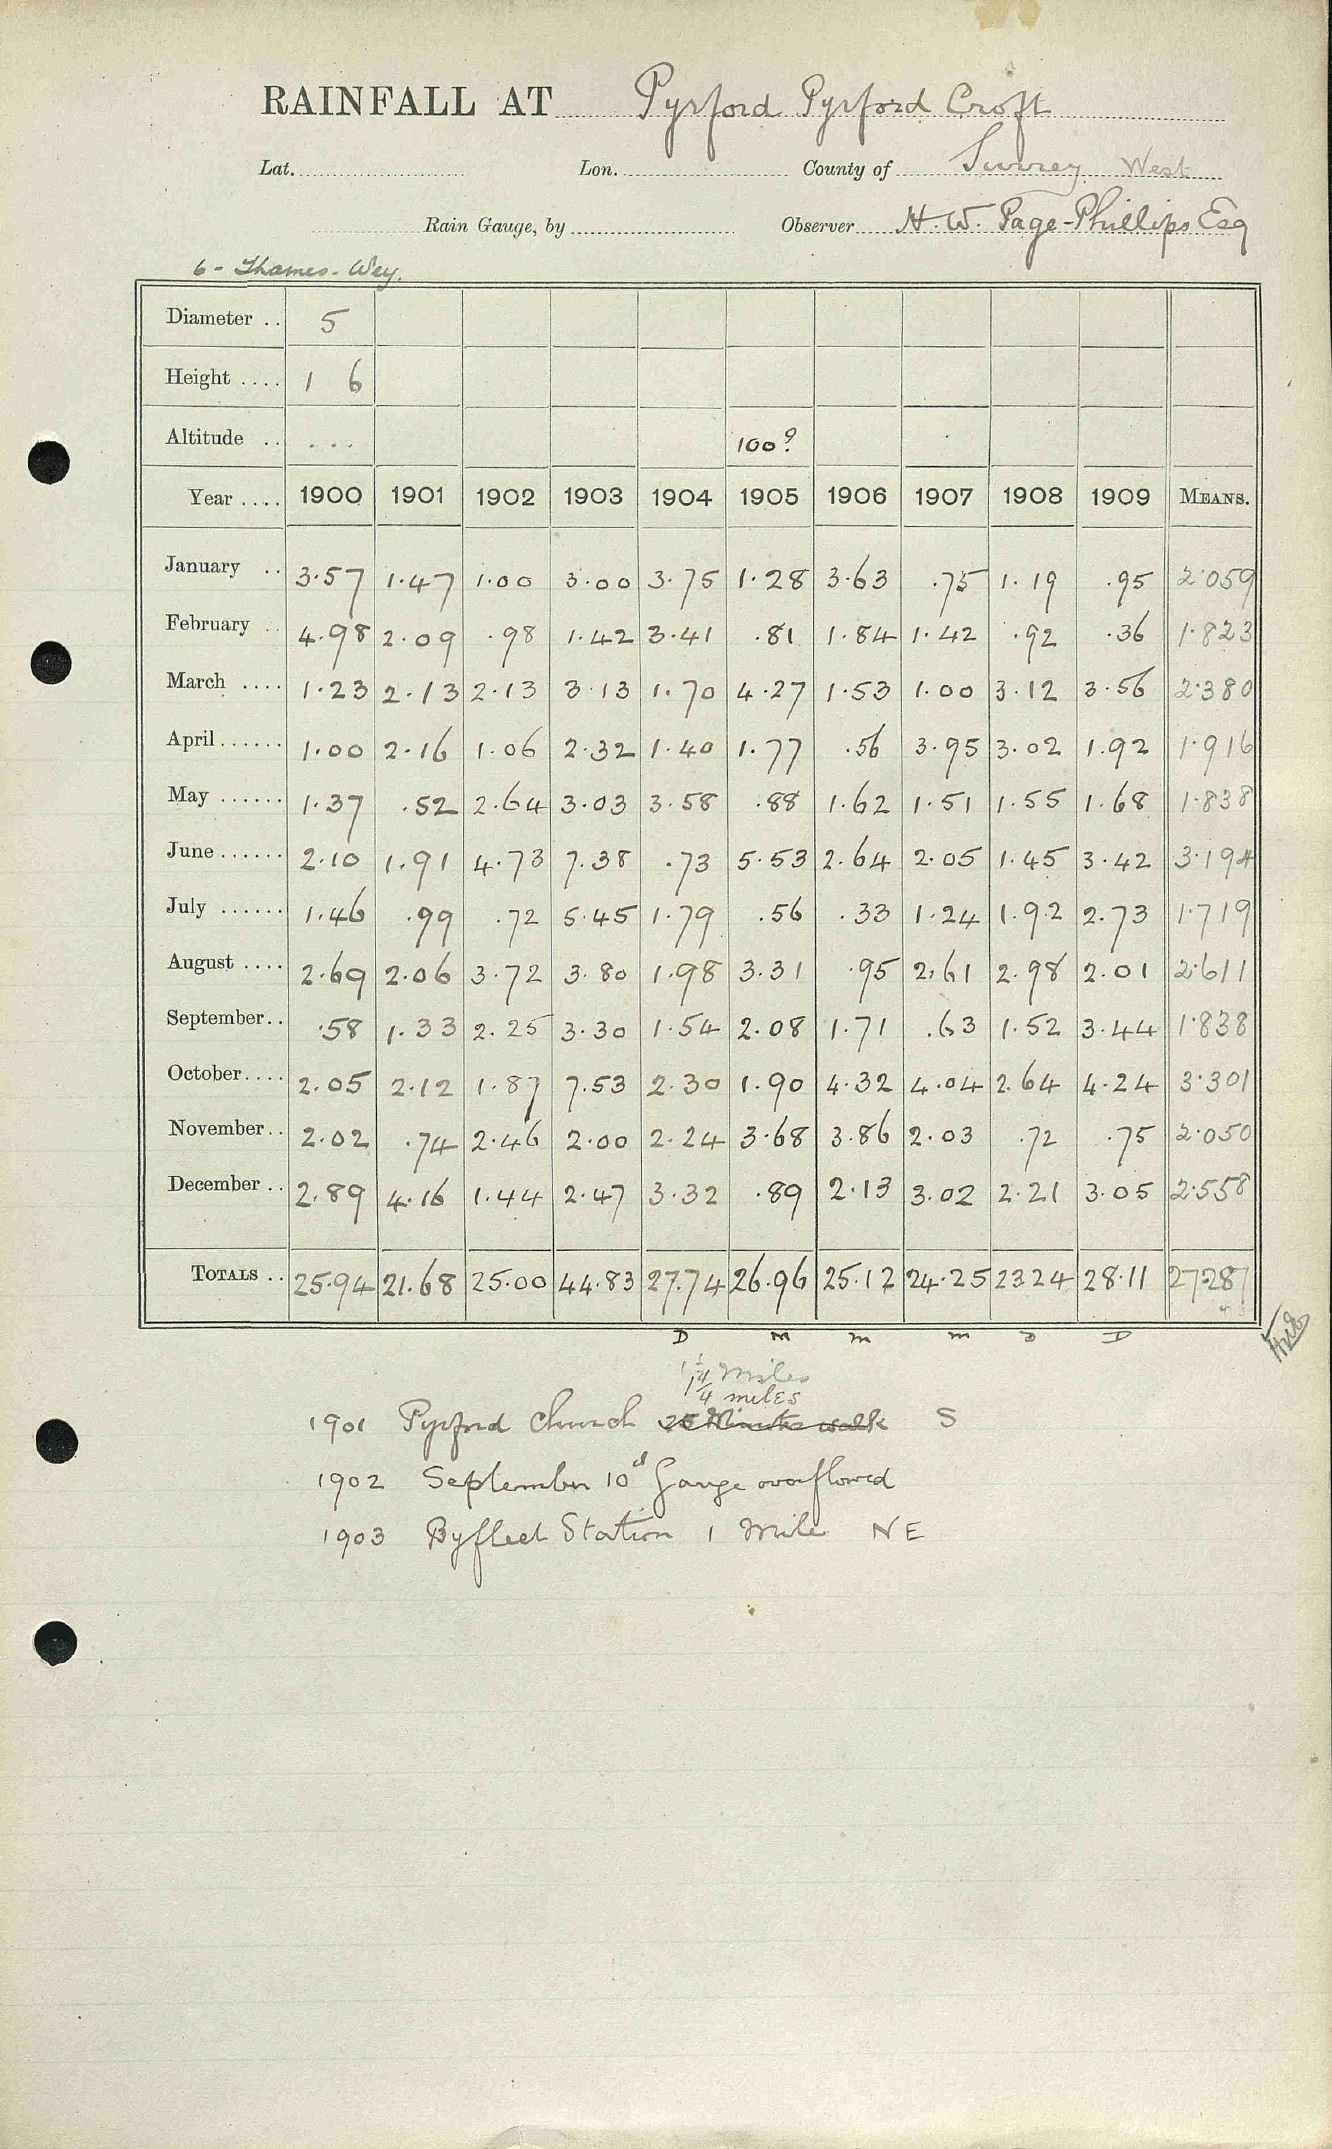 RAINFALL AT Pyrford Pyrford Croft
Lat. Lon. County of Surrey West
Rain Gauge, by Observer H. W. Page-Phillips Esq
6 - Thames - Wey.
Diameter .. 5
Height .... 1 6
Altitude .. ... 100?
Year .... 1900 1901 1902 1903 1904 1905 1906 1907 1908 1909 MEANS.
January .. 3.57 1.47 1.00 3.00 3.75 1.28 3.63 .75 1.19 .95 2.059
February .. 4.98 2.09 .98 1.42 3.41 .81 1.84 1.42 .92 .36 1.823
March .... 1.23 2.13 2.13 3.13 1.70 4.27 1.53 1.00 3.12 3.56 2.380
April ...... 1.00 2.16 1.06 2.32 1.40 1.77 .56 3.95 3.02 1.92 1.916
May ...... 1.37 .52 2.64 3.03 3.58 .88 1.62 1.51 1.55 1.68 1.838
June ...... 2.10 1.91 4.73 7.38 .73 5.53 2.64 2.05 1.45 3.42 3.194
July ...... 1.46 .99 .72 5.45 1.79 .56 .33 1.24 1.92 2.73 1.719
August .... 2.69 2.06 3.72 3.80 1.98 3.31 .95 2.61 2.98 2.01 2.611
September .. .58 1.33 2.25 3.30 1.54 2.08 1.71 .63 1.52 3.44 1.838
October .... 2.05 2.12 1.87 7.53 2.30 1.90 4.32 4.04 2.64 4.24 3.301
November .. 2.02 .74 2.46 2.00 2.24 3.68 3.86 2.03 .72 .75 2.050
December .. 2.89 4.16 1.44 2.47 3.32 .89 2.13 3.02 2.21 3.05 2.558
TOTALS .. 25.94 21.68 25.00 44.83 27.74 26.96 25.12 24.25 23 24 28.11 27.287
D M m m D D
1 1/4 Miles
1 1/4 miles
1901 Pyrford Church 25 Minutes walk S
1902 September 10th Gauge overflowed
1903 Byfleet Station 1 Mile NE